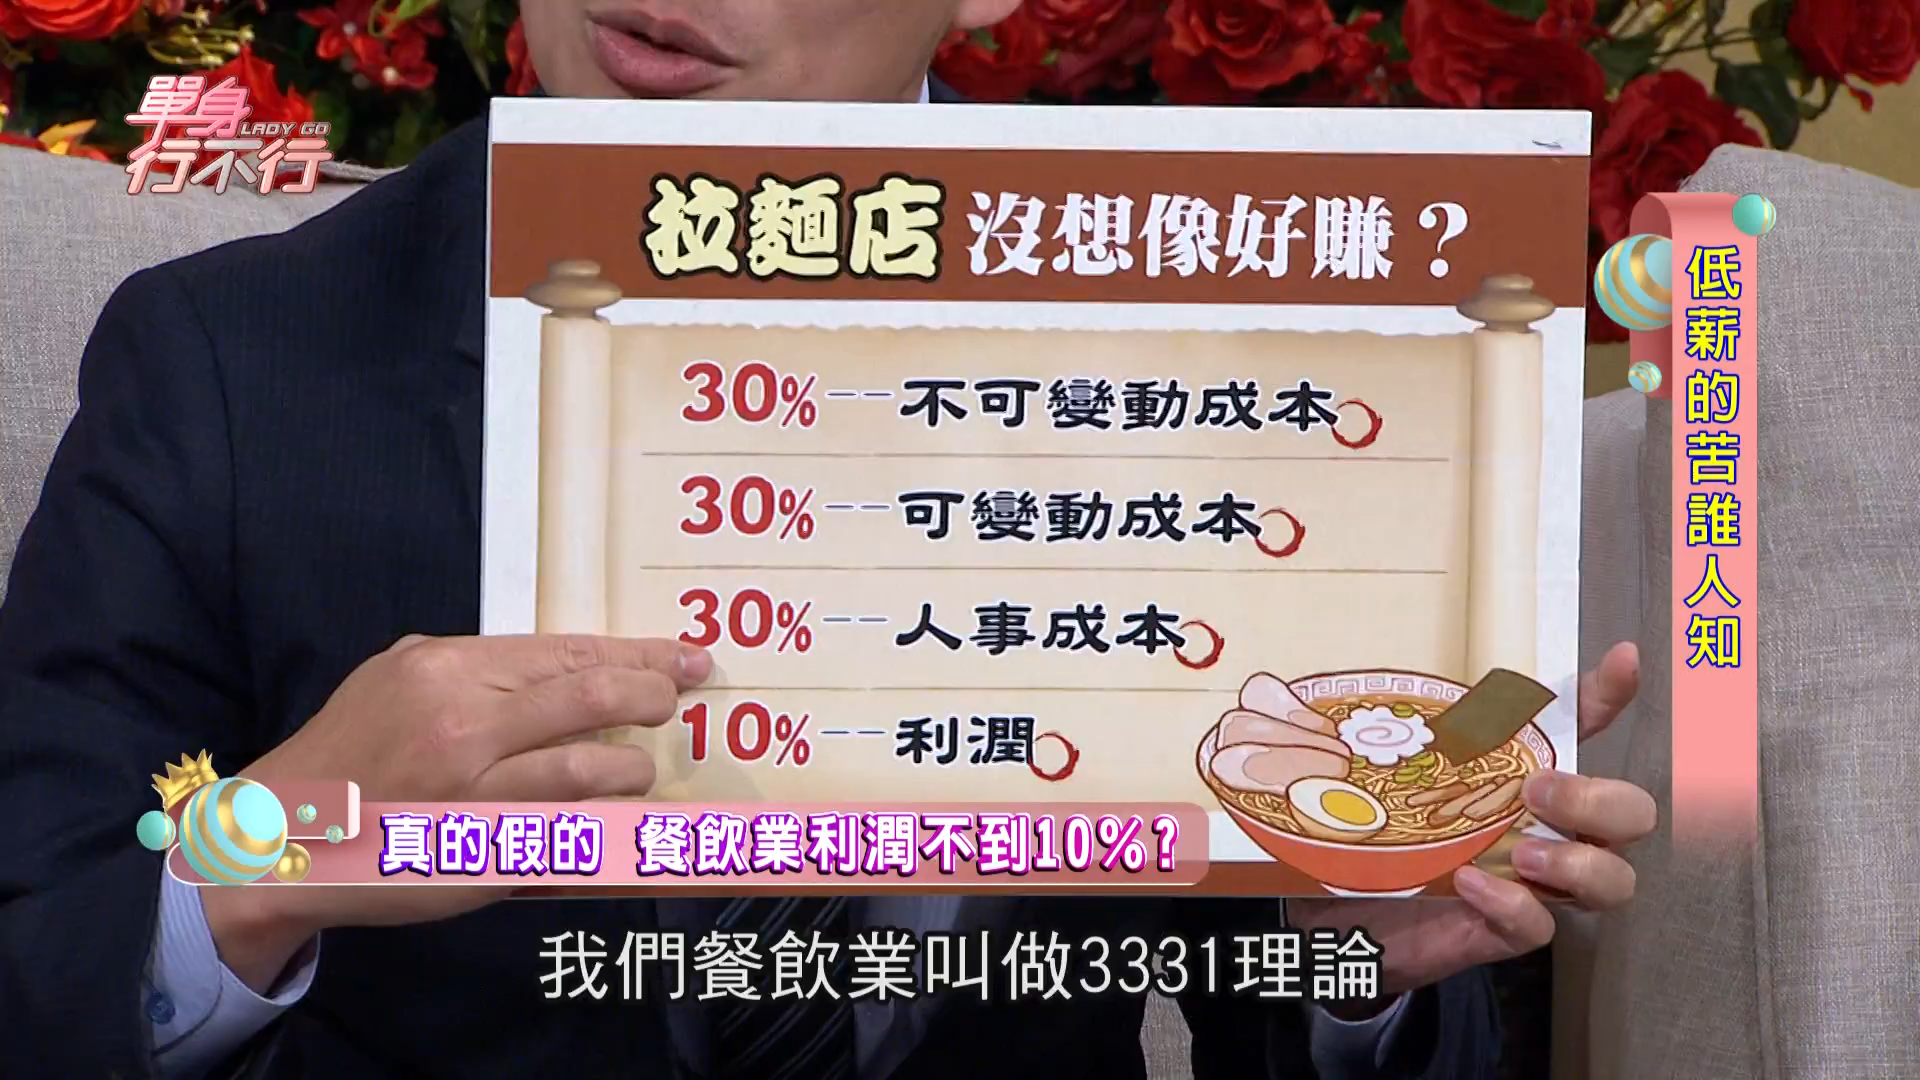 單身
LADY GO
行不行
拉麵店 沒想像好賺？
30%--不可變動成本
30%--可變動成本
30%--人事成本
10%--利潤
低薪的苦誰人知
真的假的 餐飲業利潤不到10%?
我們餐飲業叫做3331理論